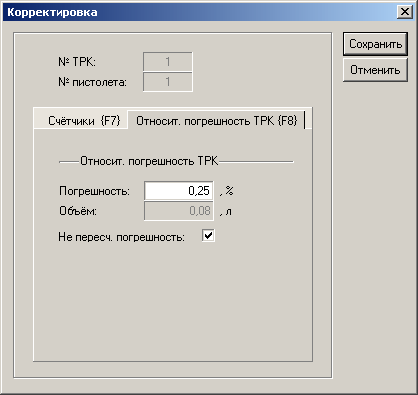 Корректировка
Сохранить
Отменить
№ ТРК: 1
№ пистолета: 1
Счётчики {F7} Относит. погрешность ТРК {F8}
Относит. погрешность ТРК
Погрешность: 0,25 , %
Объём: 0,08 , л
Не пересч. погрешность: